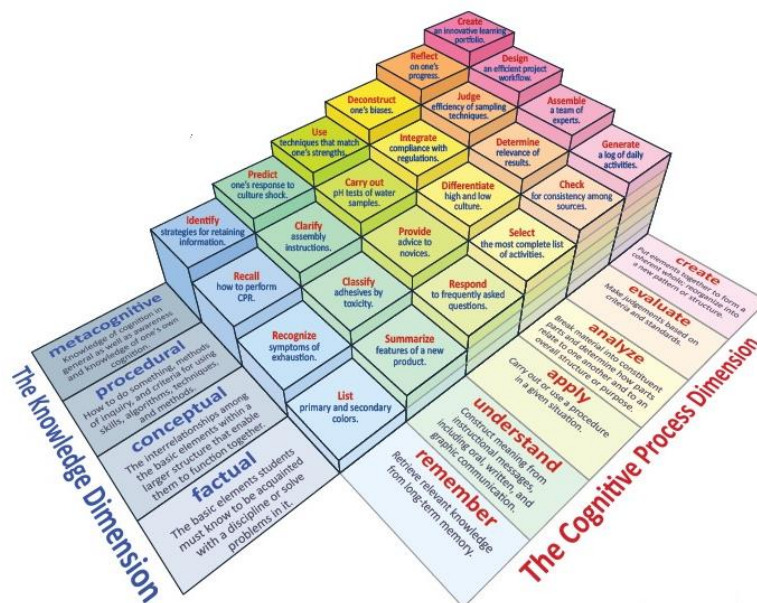 Create
an innovative learning
portfolio.
Reflect
on one's
progress.
Design
an efficient project
workflow.
Deconstruct
one's biases.
Judge
efficiency of sampling
techniques.
Assemble
a team of
experts.
Use
techniques that match
one's strengths.
Integrate
compliance with
regulations.
Determine
relevance of
results.
Generate
a log of daily
activities.
Predict
one's response to
culture shock.
Carry out
pH tests of water
samples.
Differentiate
high and low
culture.
Check
for consistency among
sources.
Identify
strategies for retaining
information.
Clarify
assembly
instructions.
Provide
advice to
novices.
Select
the most complete list
of activities.
Recall
how to perform
CPR.
Classify
adhesives by
toxicity.
Respond
to frequently asked
questions.
Recognize
symptoms of
exhaustion.
Summarize
features of a new
product.
List
primary and secondary
colors.
metacognitive
Knowledge of cognition in
general as well as awareness
and knowledge of one's own
cognition.
procedural
How to do something, methods
of inquiry, and criteria for using
skills, algorithms, techniques,
and methods.
conceptual
The interrelationships among
the basic elements within a
larger structure that enable
them to function together.
factual
The basic elements students
must know to be acquainted
with a discipline or solve
problems in it.
The Knowledge Dimension
create
Put elements together to form a
coherent whole; reorganize into
a new pattern or structure.
evaluate
Make judgements based on
criteria and standards.
analyze
Break material into constituent
parts and determine how parts
relate to one another and to an
overall structure or purpose.
apply
Carry out or use a procedure
in a given situation.
understand
Construct meaning from
instructional messages,
including oral, written, and
graphic communication.
remember
Retrieve relevant knowledge
from long-term memory.
The Cognitive Process Dimension